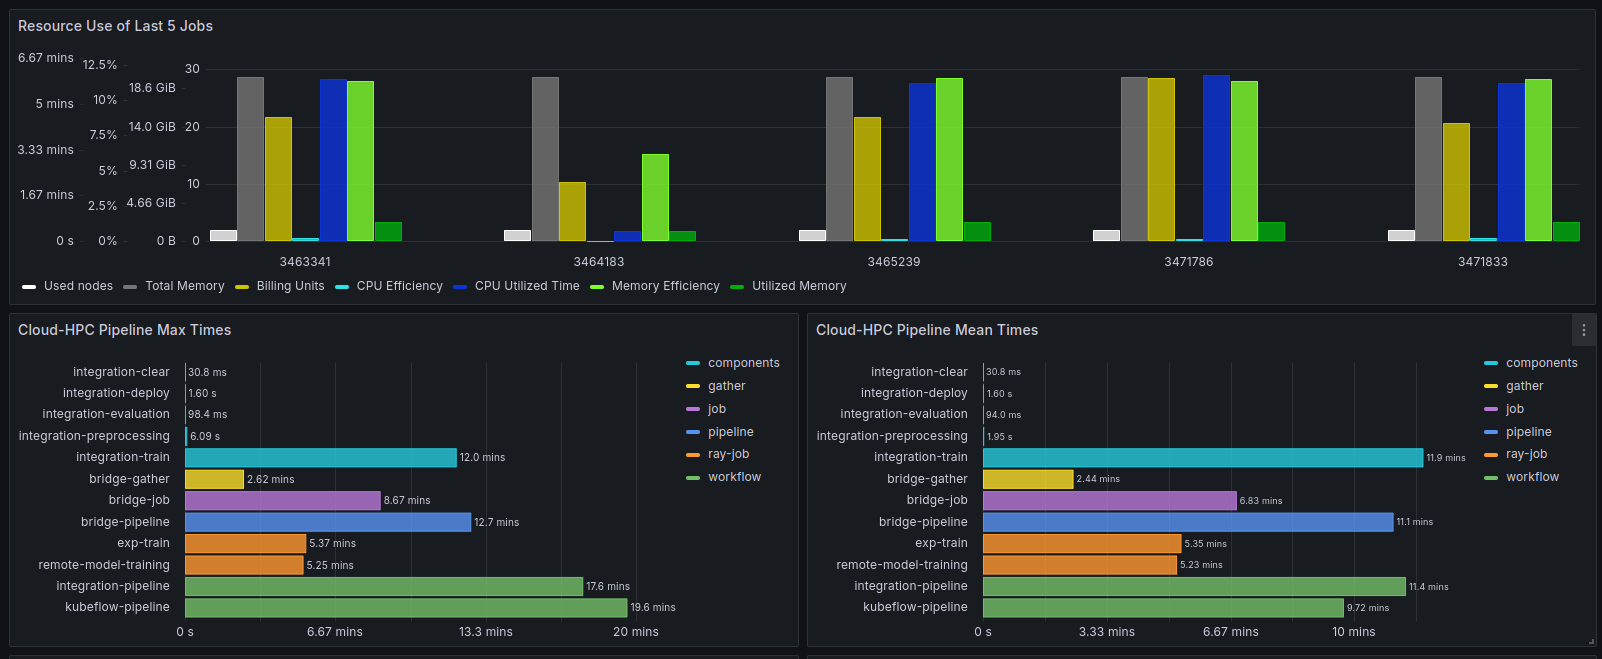 Resource Use of Last 5 Jobs
6.67 mins
12.5%
30
18.6 GiB
10%
5 mins
14.0 GiB
20
7.5%
3.33 mins
9.31 GiB
5%
10
1.67 mins
4.66 GiB
2.5%
0 s
0%
0 B
0
3463341
3464183
3465239
3471786
3471833
Used nodes
Total Memory
Billing Units
CPU Efficiency
CPU Utilized Time
Memory Efficiency
Utilized Memory
Cloud-HPC Pipeline Max Times
integration-clear 30.8 ms
integration-deploy 1.60 s
integration-evaluation 98.4 ms
integration-preprocessing 6.09 s
integration-train 12.0 mins
bridge-gather 2.62 mins
bridge-job 8.67 mins
bridge-pipeline 12.7 mins
exp-train 5.37 mins
remote-model-training 5.25 mins
integration-pipeline 17.6 mins
kubeflow-pipeline 19.6 mins
0 s 6.67 mins 13.3 mins 20 mins
components
gather
job
pipeline
ray-job
workflow
Cloud-HPC Pipeline Mean Times
integration-clear 30.8 ms
integration-deploy 1.60 s
integration-evaluation 94.0 ms
integration-preprocessing 1.95 s
integration-train 11.9 mins
bridge-gather 2.44 mins
bridge-job 6.83 mins
bridge-pipeline 11.1 mins
exp-train 5.35 mins
remote-model-training 5.23 mins
integration-pipeline 11.4 mins
kubeflow-pipeline 9.72 mins
0 s 3.33 mins 6.67 mins 10 mins
components
gather
job
pipeline
ray-job
workflow